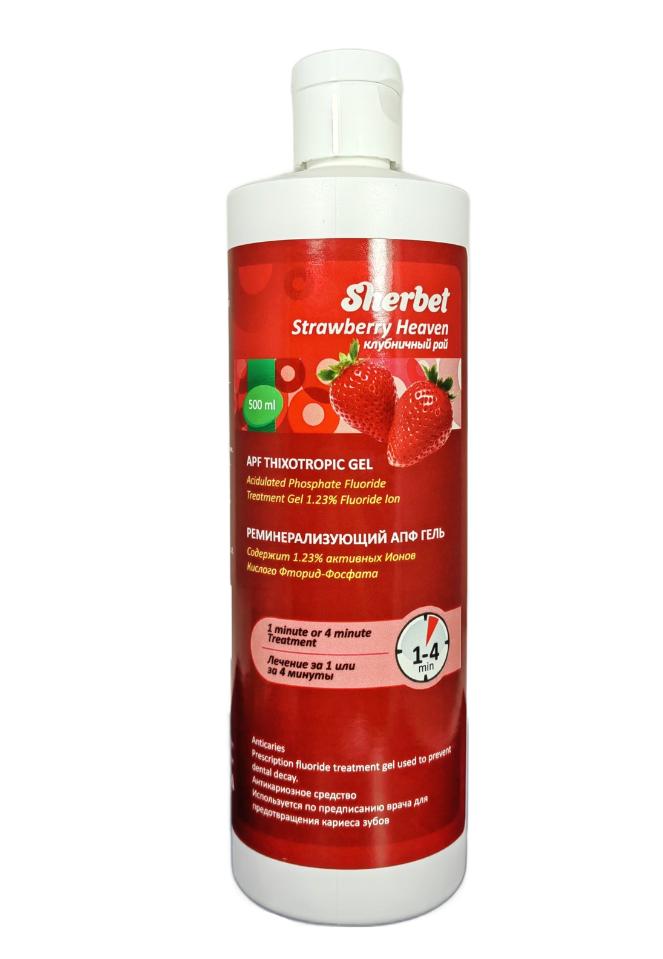 Sherbet
Strawberry Heaven
клубничный рай
500 ml
APF THIXOTROPIC GEL
Acidulated Phosphate Fluoride
Treatment Gel 1.23% Fluoride Ion
РЕМИНЕРАЛИЗУЮЩИЙ АПФ ГЕЛЬ
Содержит 1.23% активных Ионов
Кислого Фторид-Фосфата
1 minute or 4 minute
Treatment
Лечение за 1 или
за 4 минуты
1-4
min
Anticaries
Prescription fluoride treatment gel used to prevent
dental decay.
Антикариозное средство
Используется по предписанию врача для
предотвращения кариеса зубов